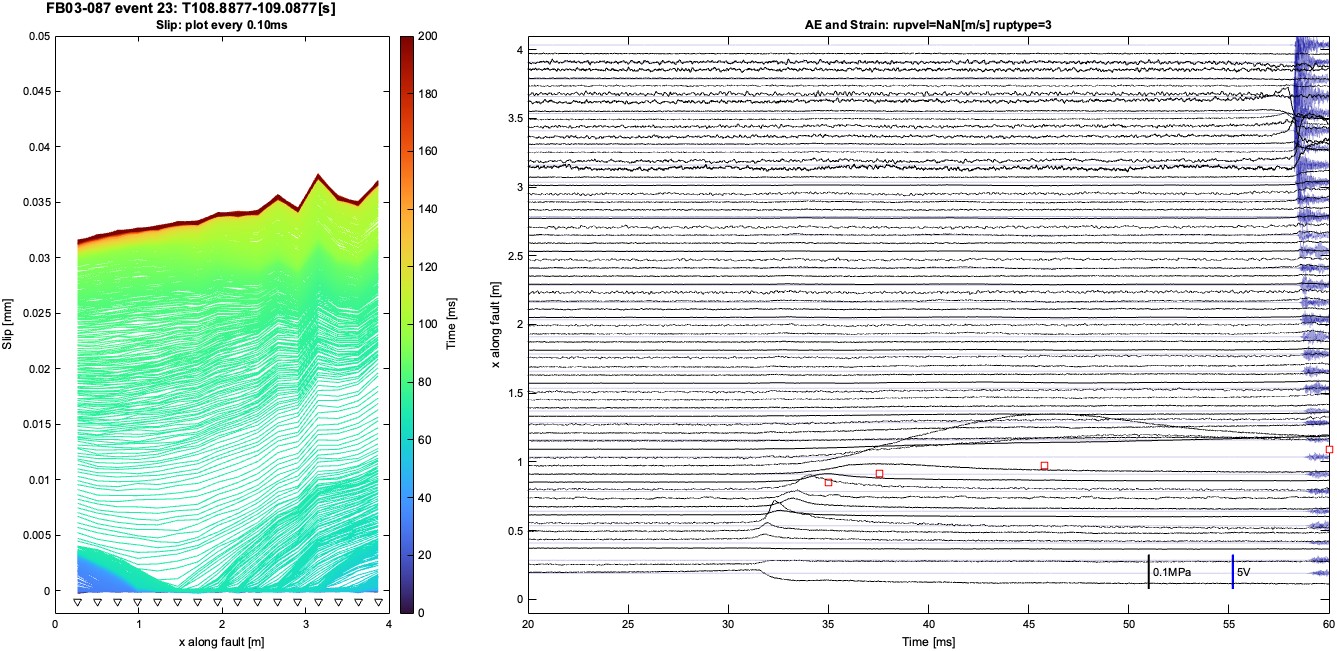 FB03-087 event 23: T108.8877-109.0877[s]
Slip: plot every 0.10ms
0.05
0.045
0.04
0.035
0.03
0.025
0.02
0.015
0.01
0.005
0
Slip [mm]
0 1 2 3 4
x along fault [m]
200
180
160
140
120
100
80
60
40
20
0
Time [ms]
AE and Strain: rupvel=NaN[m/s] ruptype=3
4
3.5
3
2.5
2
1.5
1
0.5
0
x along fault [m]
0.1MPa
5V
20 25 30 35 40 45 50 55 60
Time [ms]